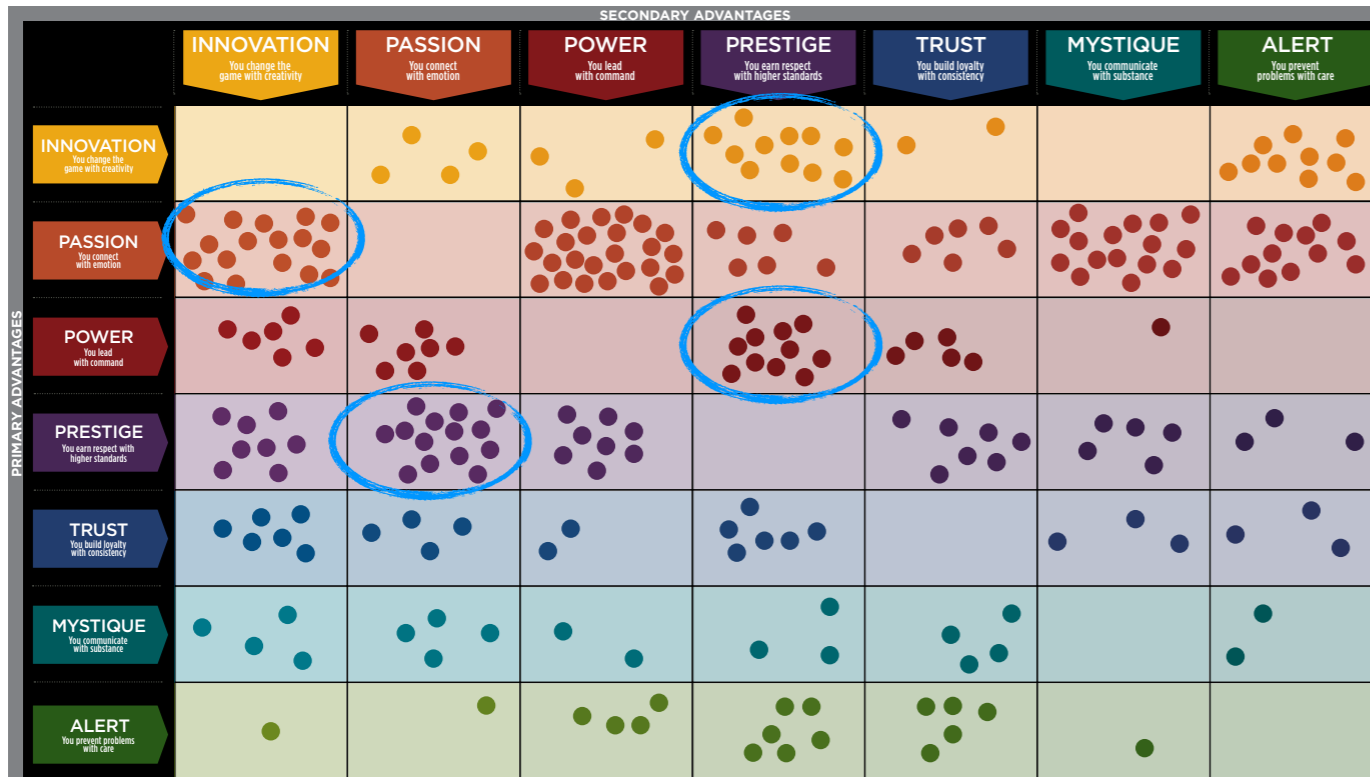 SECONDARY ADVANTAGES
INNOVATION
You change the
game with creativity
PASSION
You connect
with emotion
POWER
You lead
with command
PRESTIGE
You earn respect
with higher standards
TRUST
You build loyalty
with consistency
MYSTIQUE
You communicate
with substance
ALERT
You prevent
problems with care
PRIMARY ADVANTAGES
INNOVATION
You change the
game with creativity
PASSION
You connect
with emotion
POWER
You lead
with command
PRESTIGE
You earn respect with
higher standards
TRUST
You build loyalty
with consistency
MYSTIQUE
You communicate
with substance
ALERT
You prevent problems
with care